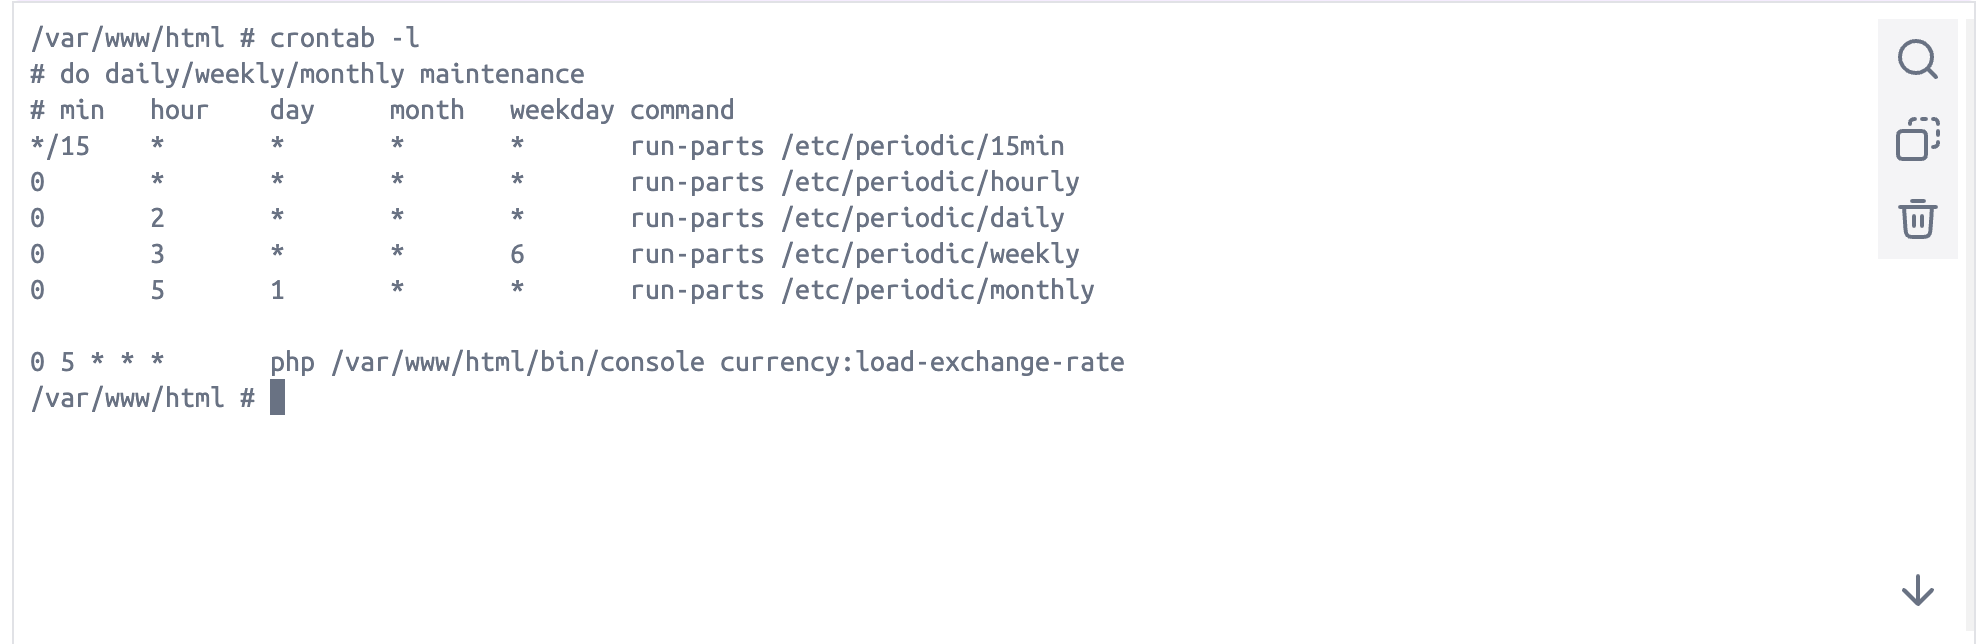 /var/www/html # crontab -l
# do daily/weekly/monthly maintenance
# min   hour    day     month   weekday command
*/15    *       *       *       *       run-parts /etc/periodic/15min
0       *       *       *       *       run-parts /etc/periodic/hourly
0       2       *       *       *       run-parts /etc/periodic/daily
0       3       *       *       6       run-parts /etc/periodic/weekly
0       5       1       *       *       run-parts /etc/periodic/monthly

0 5 * * *       php /var/www/html/bin/console currency:load-exchange-rate
/var/www/html #